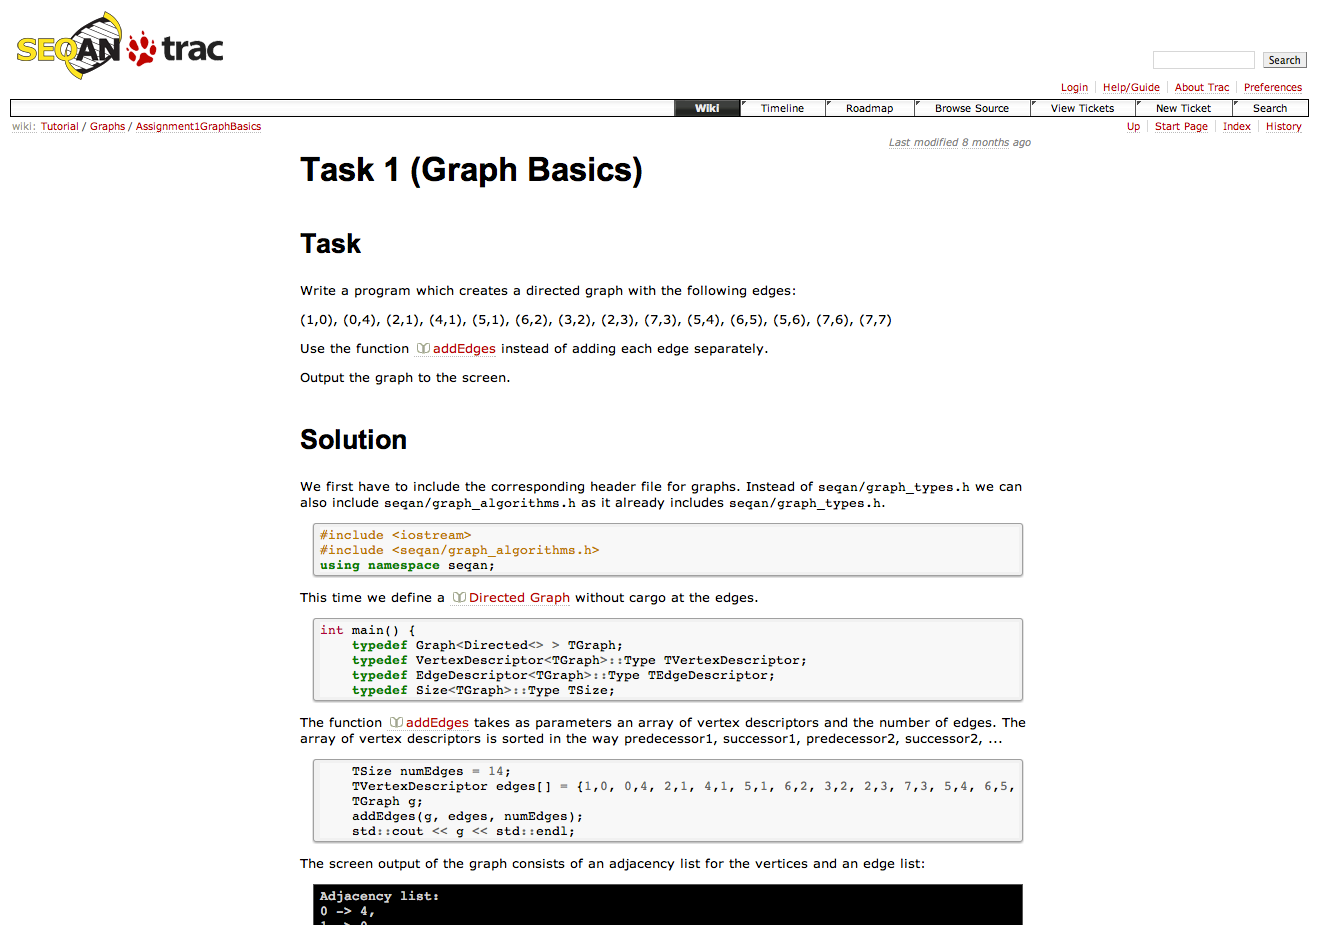 SEQAN trac
Search
Login Help/Guide About Trac Preferences
Wiki Timeline Roadmap Browse Source View Tickets New Ticket Search
wiki: Tutorial / Graphs / Assignment1GraphBasics
Up Start Page Index History
Last modified 8 months ago
Task 1 (Graph Basics)
Task
Write a program which creates a directed graph with the following edges:
(1,0), (0,4), (2,1), (4,1), (5,1), (6,2), (3,2), (2,3), (7,3), (5,4), (6,5), (5,6), (7,6), (7,7)
Use the function addEdges instead of adding each edge separately.
Output the graph to the screen.
Solution
We first have to include the corresponding header file for graphs. Instead of seqan/graph_types.h we can
also include seqan/graph_algorithms.h as it already includes seqan/graph_types.h.
#include <iostream>
#include <seqan/graph_algorithms.h>
using namespace seqan;
This time we define a Directed Graph without cargo at the edges.
int main() {
typedef Graph<Directed<> > TGraph;
typedef VertexDescriptor<TGraph>::Type TVertexDescriptor;
typedef EdgeDescriptor<TGraph>::Type TEdgeDescriptor;
typedef Size<TGraph>::Type TSize;
The function addEdges takes as parameters an array of vertex descriptors and the number of edges. The
array of vertex descriptors is sorted in the way predecessor1, successor1, predecessor2, successor2, ...
TSize numEdges = 14;
TVertexDescriptor edges[] = {1,0, 0,4, 2,1, 4,1, 5,1, 6,2, 3,2, 2,3, 7,3, 5,4, 6,5,
TGraph g;
addEdges(g, edges, numEdges);
std::cout << g << std::endl;
The screen output of the graph consists of an adjacency list for the vertices and an edge list:
Adjacency list:
0 -> 4,